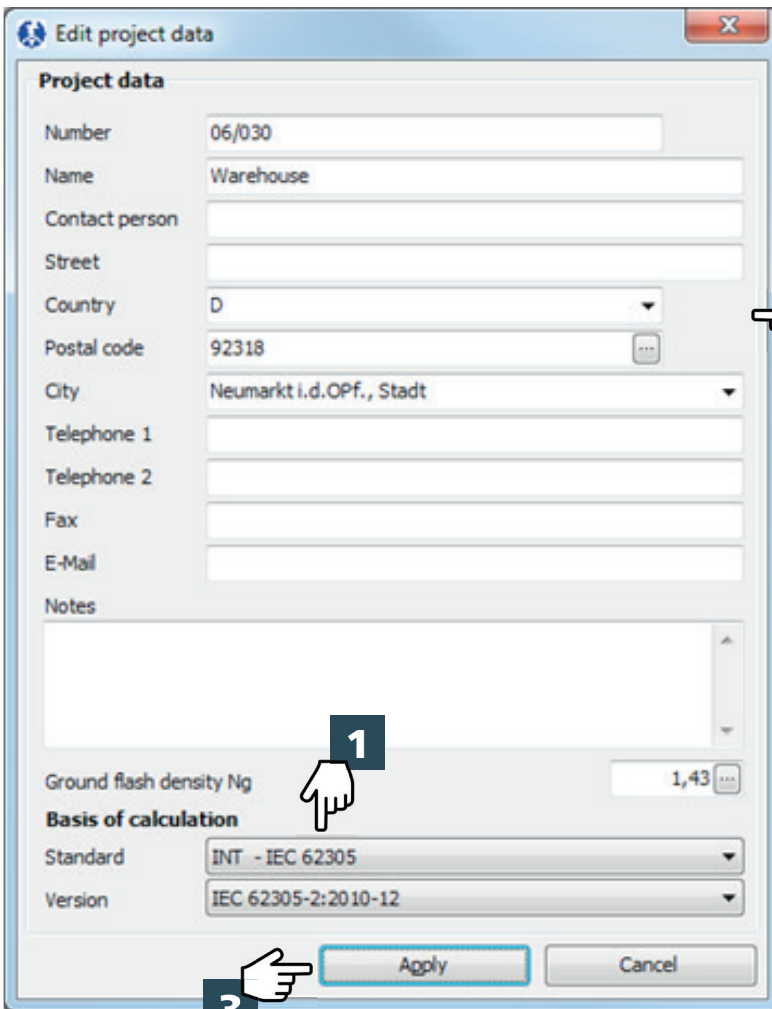 Edit project data
Project data
Number 06/030
Name Warehouse
Contact person
Street
Country D
Postal code 92318 ...
City Neumarkt i.d.OPf., Stadt
Telephone 1
Telephone 2
Fax
E-Mail
Notes
1
Ground flash density Ng 1,43 ...
Basis of calculation
Standard INT - IEC 62305
Version IEC 62305-2:2010-12
Apply Cancel
3